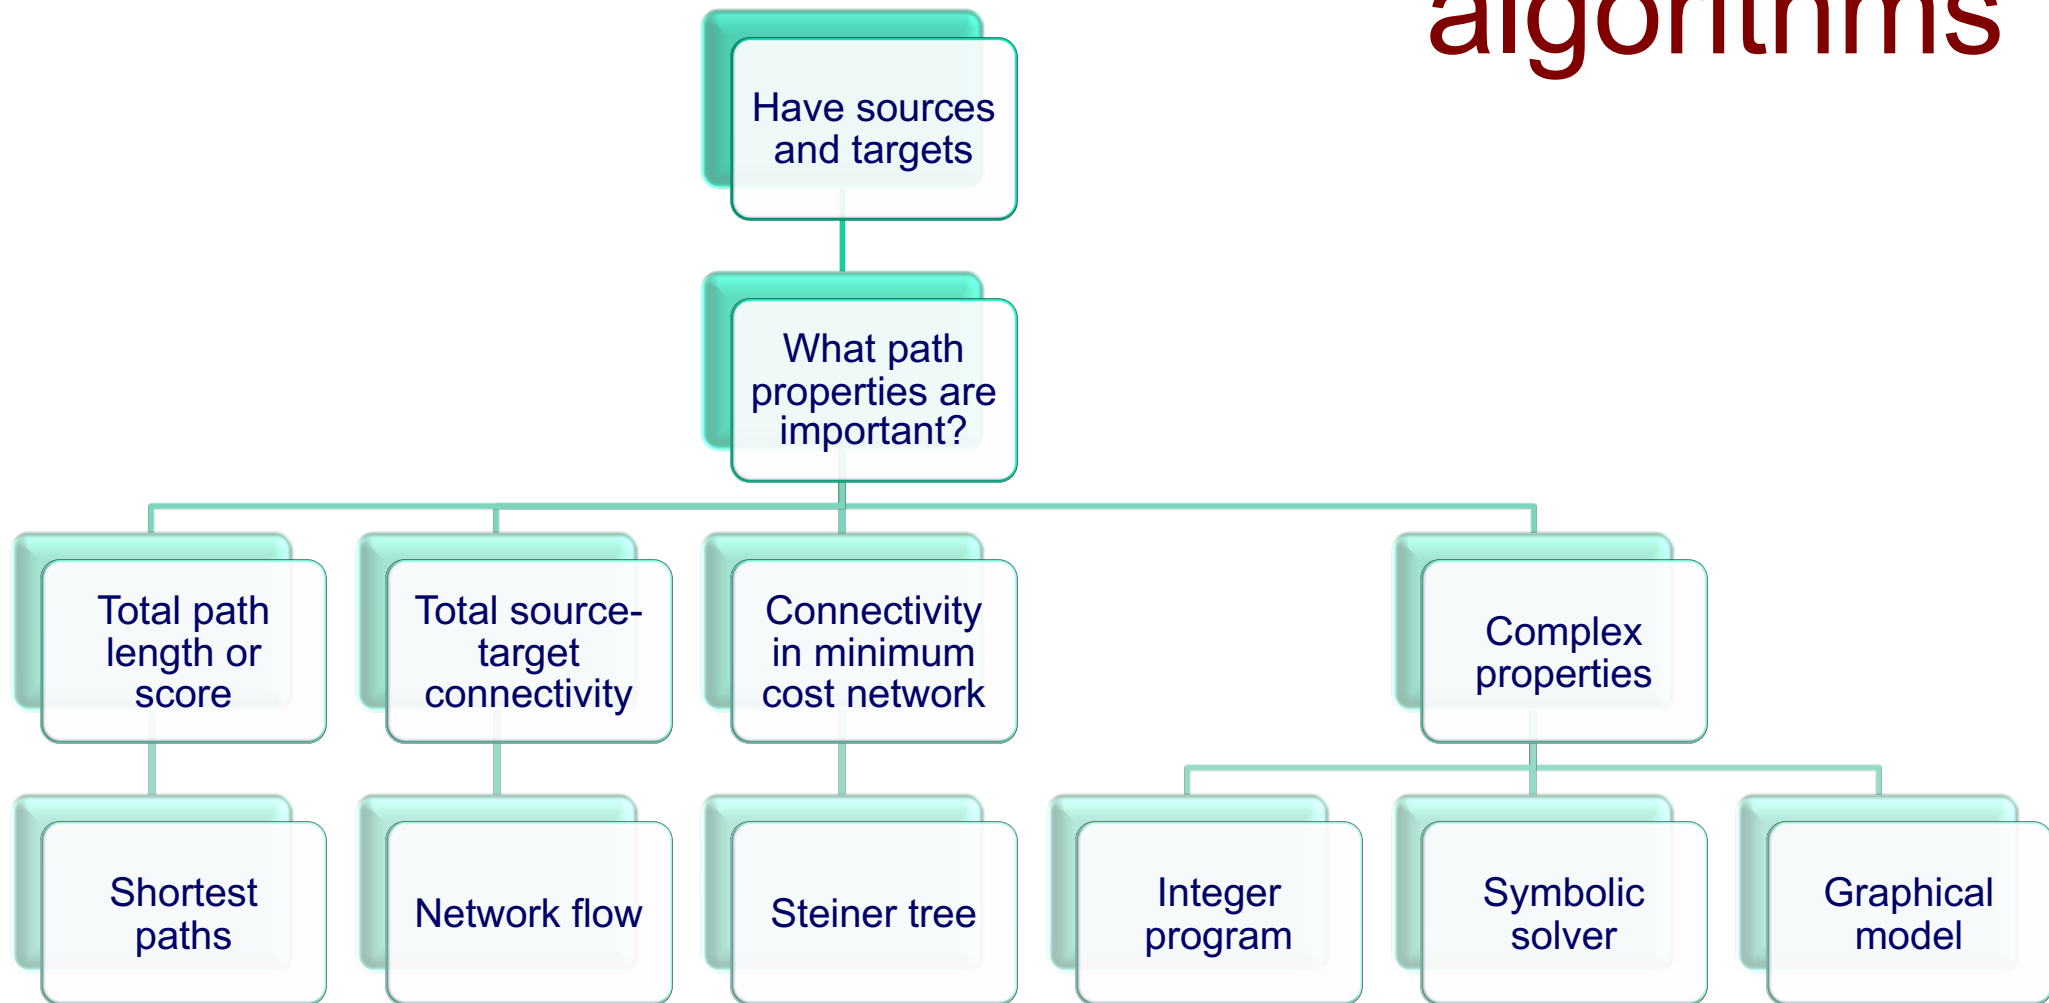 algorithms
Have sources
and targets
What path
properties are
important?
Total path
length or
score
Total source-
target
connectivity
Connectivity
in minimum
cost network
Complex
properties
Shortest
paths
Network flow
Steiner tree
Integer
program
Symbolic
solver
Graphical
model